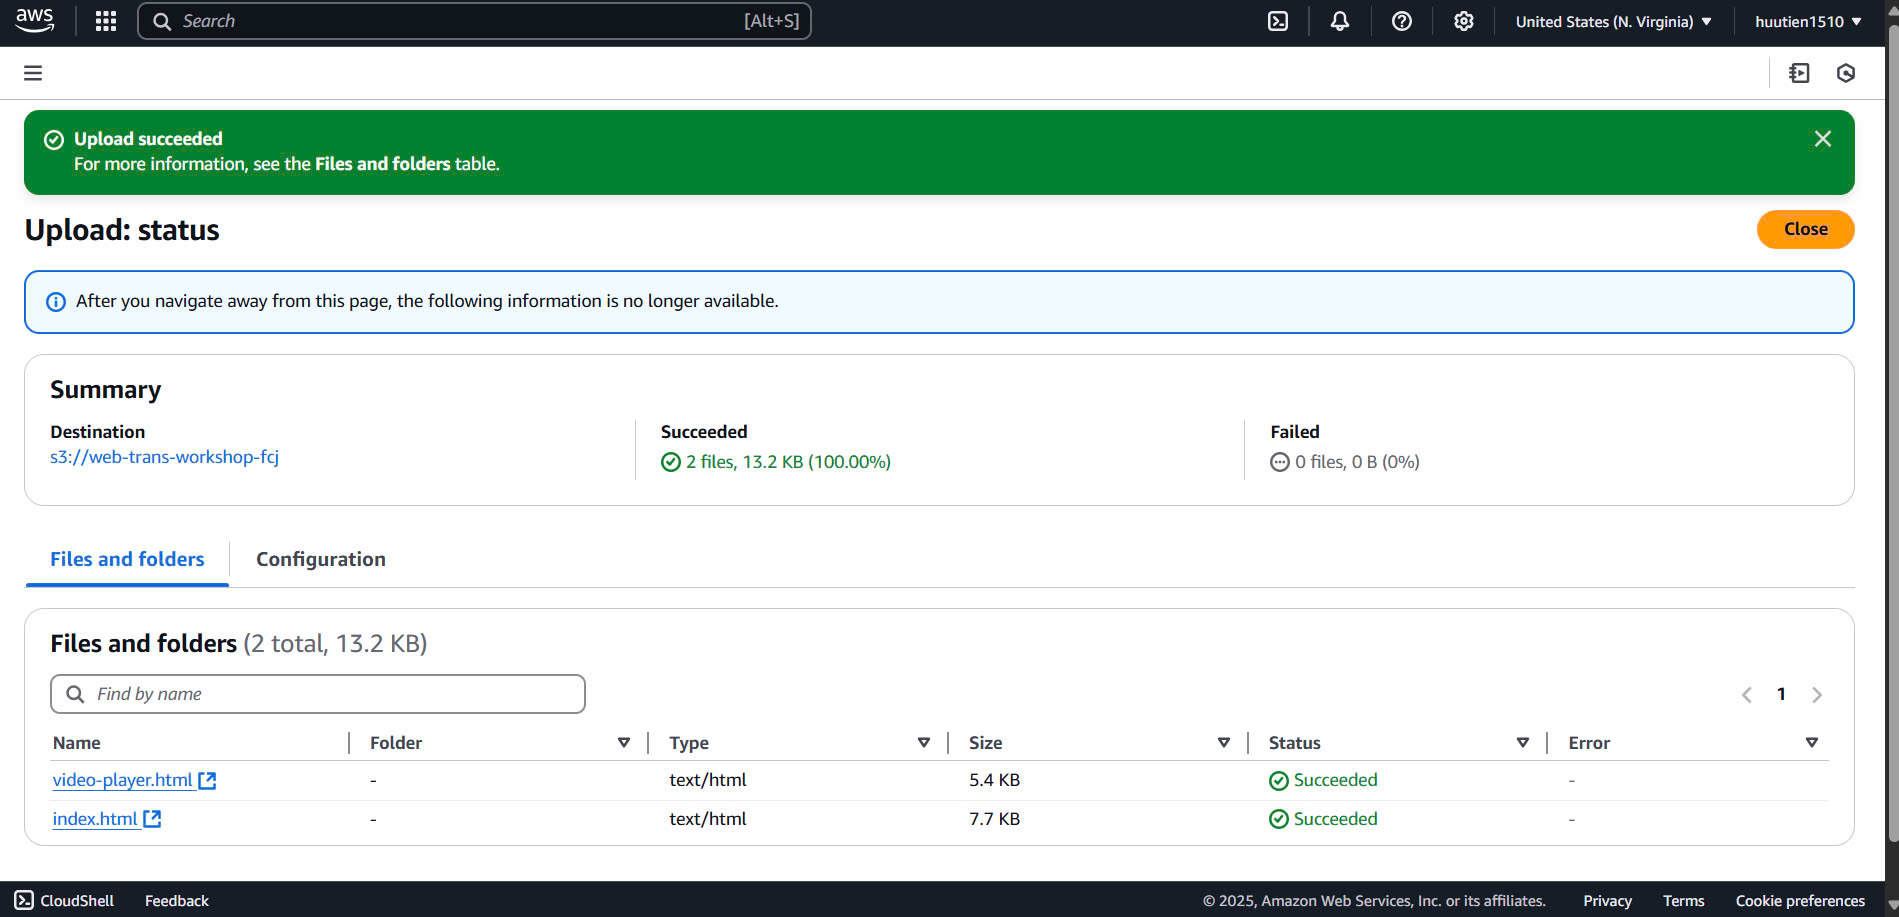 aws
Search [Alt+S]
United States (N. Virginia)
huutien1510
Upload succeeded
For more information, see the Files and folders table.
Upload: status
Close
After you navigate away from this page, the following information is no longer available.
Summary
Destination
s3://web-trans-workshop-fcj
Succeeded
2 files, 13.2 KB (100.00%)
Failed
0 files, 0 B (0%)
Files and folders
Configuration
Files and folders (2 total, 13.2 KB)
Find by name
1
Name Folder Type Size Status Error
video-player.html - text/html 5.4 KB Succeeded -
index.html - text/html 7.7 KB Succeeded -
CloudShell Feedback © 2025, Amazon Web Services, Inc. or its affiliates. Privacy Terms Cookie preferences